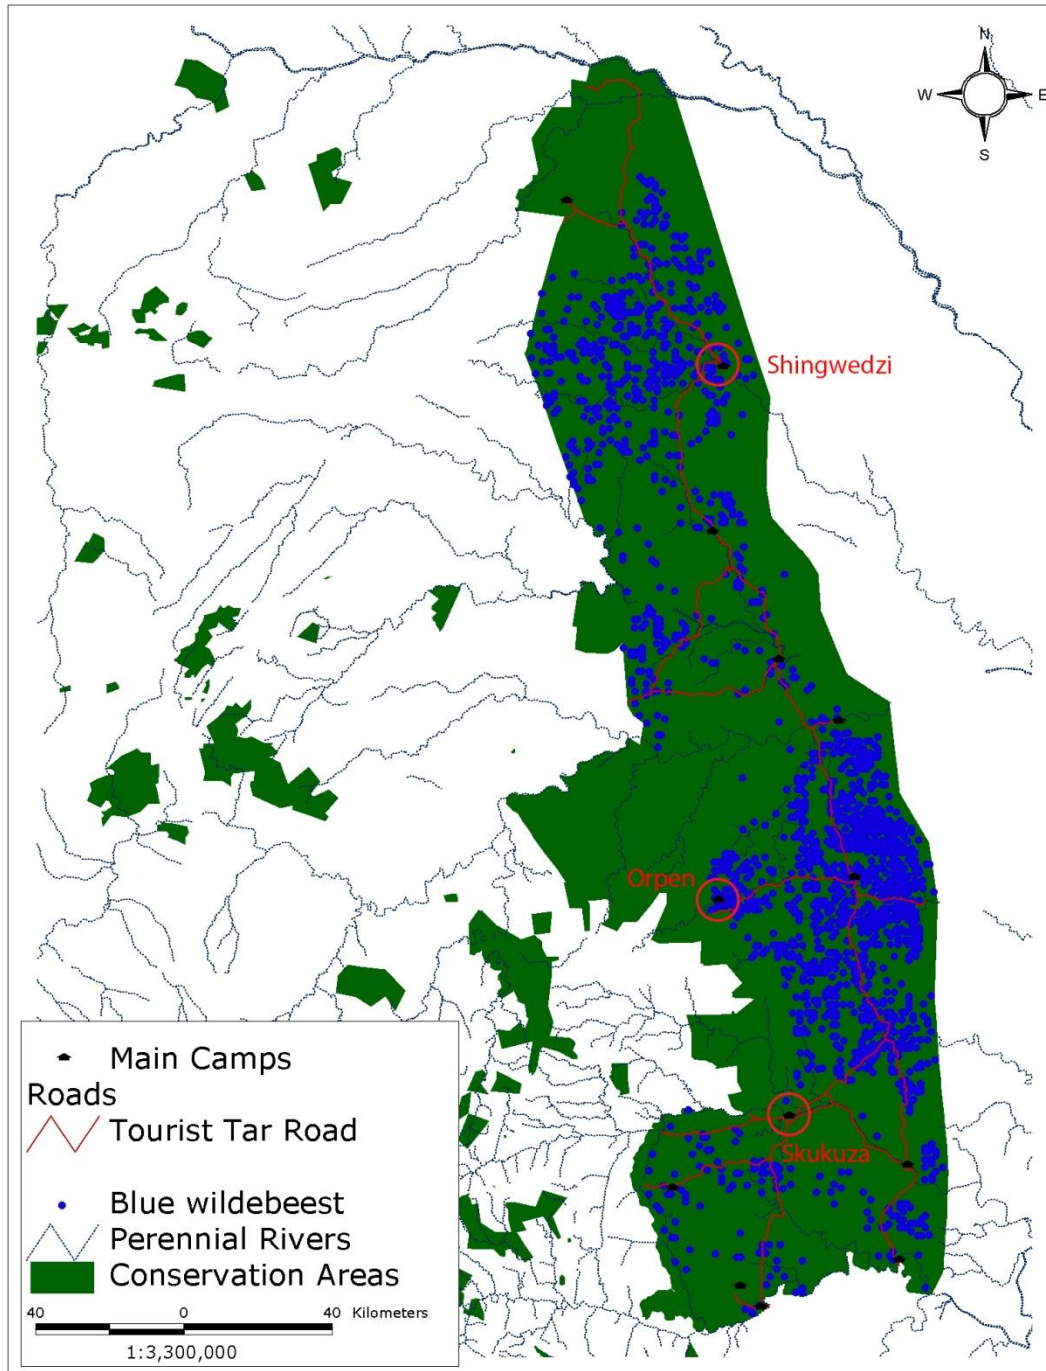 N
W E
S
Shingwedzi
Orpen
Skukuza
Main Camps
Roads
Tourist Tar Road
Blue wildebeest
Perennial Rivers
Conservation Areas
40 0 40 Kilometers
1:3,300,000